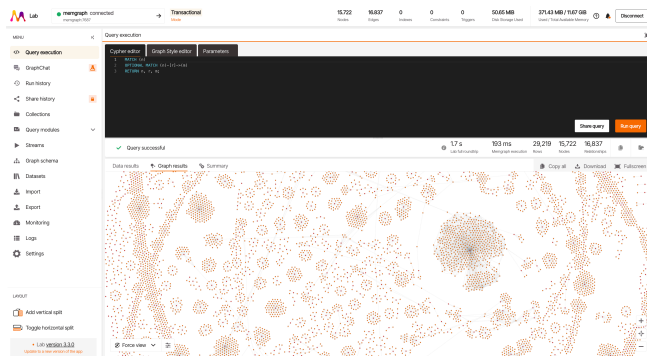 Lab
memgraph connected
memgraph:7687
Transactional
Mode
15,722
Nodes
16,837
Edges
0
Indexes
0
Constraints
0
Triggers
50.65 MiB
Disk Storage Used
371.43 MiB / 11.67 GiB
Used / Total Available Memory
Disconnect
MENU
Query execution
GraphChat
Run history
Share history
Collections
Query modules
Streams
Graph schema
Datasets
Import
Export
Monitoring
Logs
Settings
LAYOUT
Add vertical split
Toggle horizontal split
Lab version 3.3.0
Update to a new version of the app
Query execution
Cypher editor
Graph Style editor
Parameters
1 MATCH (n)
2 OPTIONAL MATCH (n)-[r]->(m)
3 RETURN n, r, m;
Share query
Run query
Query successful
1.7 s
Lab full roundtrip
193 ms
Memgraph execution
29,219
Rows
15,722
Nodes
16,837
Relationships
Data results
Graph results
Summary
Copy all
Download
Fullscreen
Force view